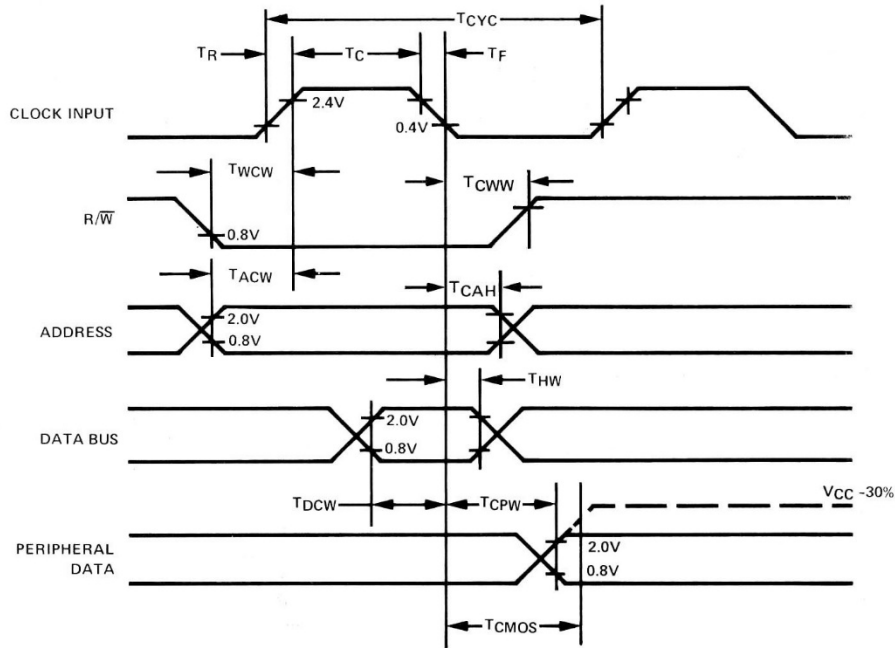 TCYC
TR TC TF
CLOCK INPUT
2.4V
0.4V
TWCW TCWW
R/W̅
0.8V
TACW TCAH
ADDRESS
2.0V
0.8V
THW
DATA BUS
2.0V
0.8V
TDCW TCPW VCC -30%
PERIPHERAL
DATA
2.0V
0.8V
TCMOS